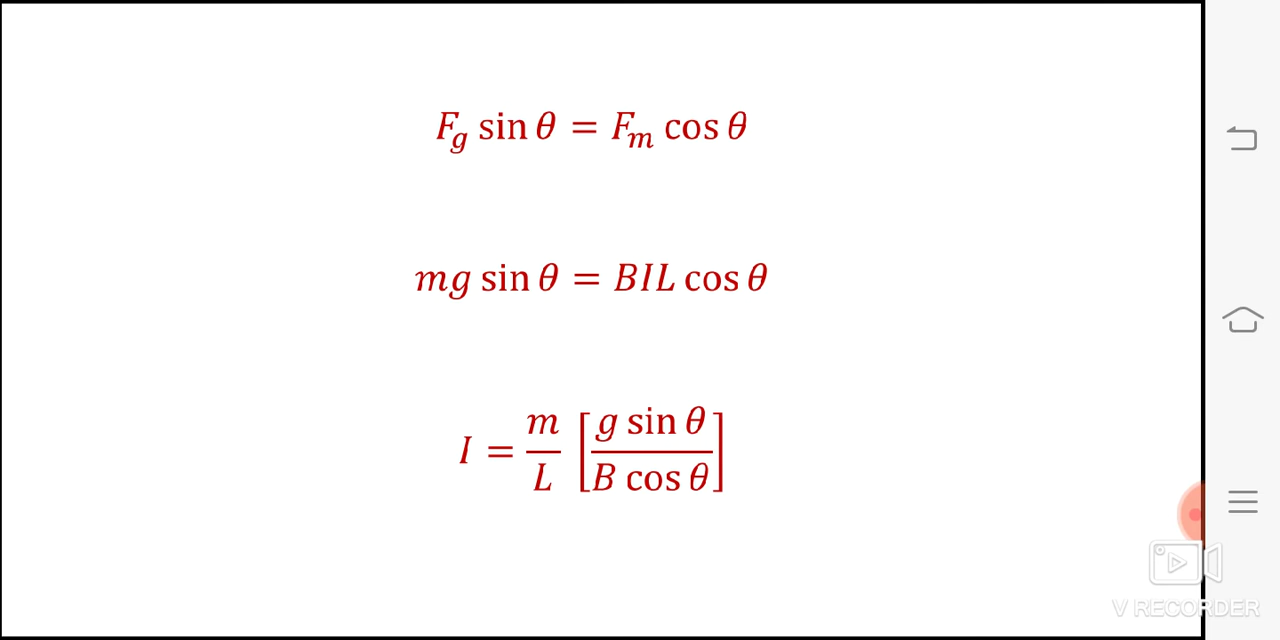 F_g sin θ = F_m cos θ
mg sin θ = BIL cos θ
I = m/L [g sin θ / B cos θ]
V RECORDER